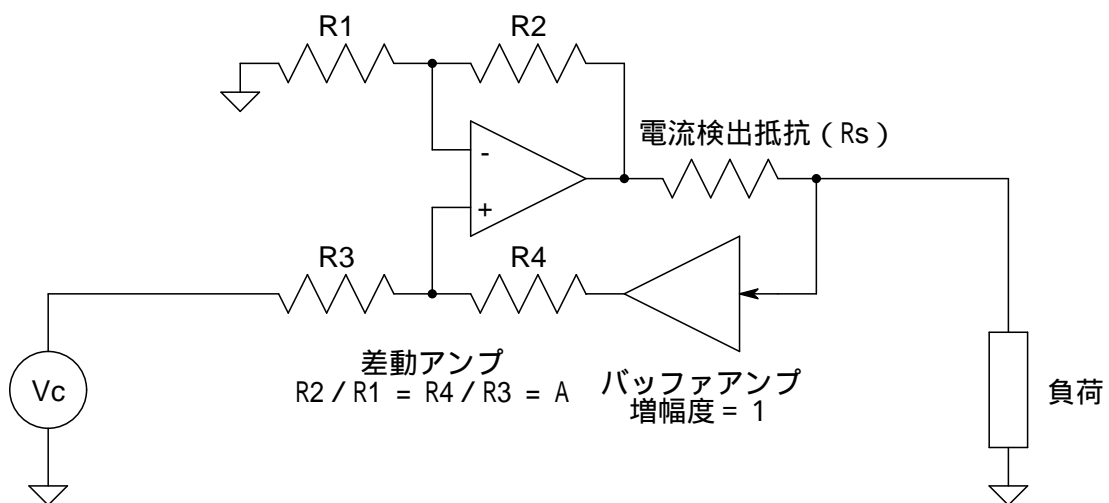 R1
R2
電流検出抵抗(Rs)
-
+
R3
R4
差動アンプ
R2/R1 = R4/R3 = A
バッファアンプ
増幅度 = 1
Vc
負荷